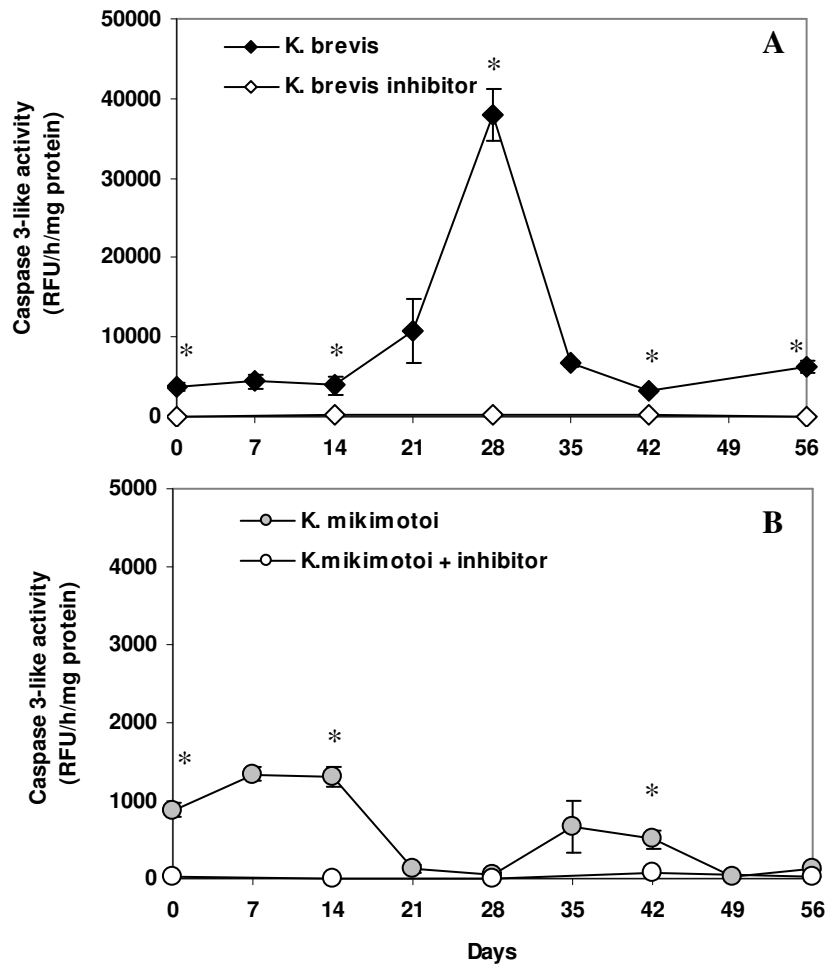 50000
40000
30000
20000
10000
0
Caspase 3-like activity
(RFU/h/mg protein)
K. brevis
K. brevis inhibitor
A
*
*
*
*
*
0 7 14 21 28 35 42 49 56
5000
4000
3000
2000
1000
0
Caspase 3-like activity
(RFU/h/mg protein)
K. mikimotoi
K.mikimotoi + inhibitor
B
*
*
*
0 7 14 21 28 35 42 49 56
Days